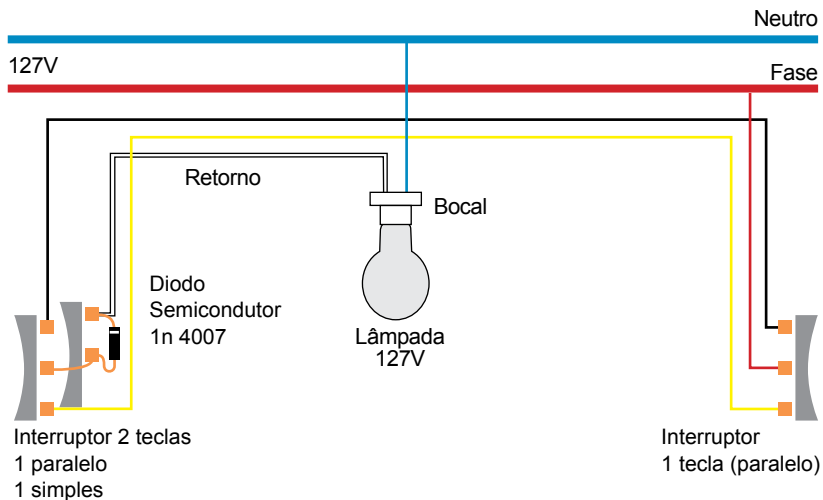 Neutro
127V
Fase
Retorno
Bocal
Diodo
Semicondutor
1n 4007
Lâmpada
127V
Interruptor 2 teclas
1 paralelo
1 simples
Interruptor
1 tecla (paralelo)